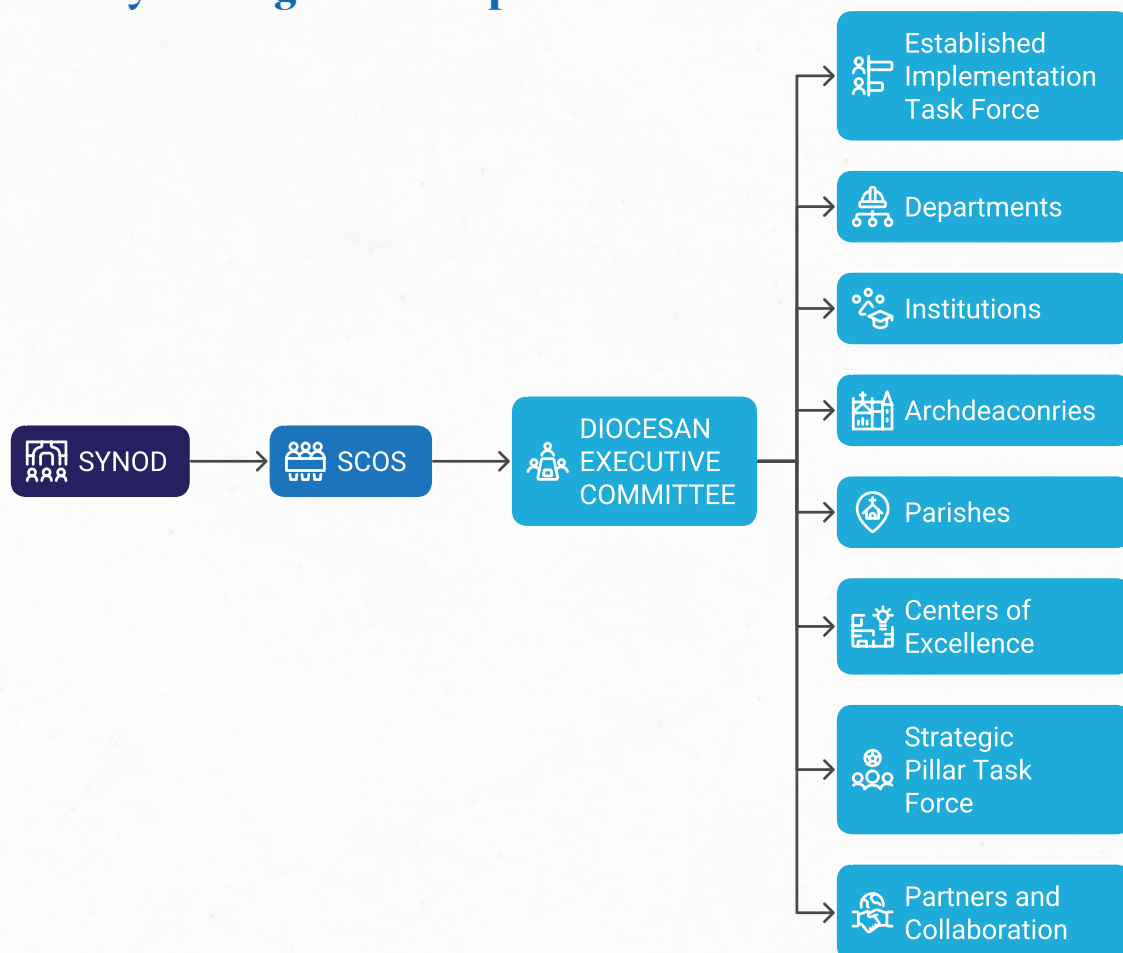 SYNOD
SCOS
DIOCESAN
EXECUTIVE
COMMITTEE
Established
Implementation
Task Force
Departments
Institutions
Archdeaconries
Parishes
Centers of
Excellence
Strategic
Pillar Task
Force
Partners and
Collaboration